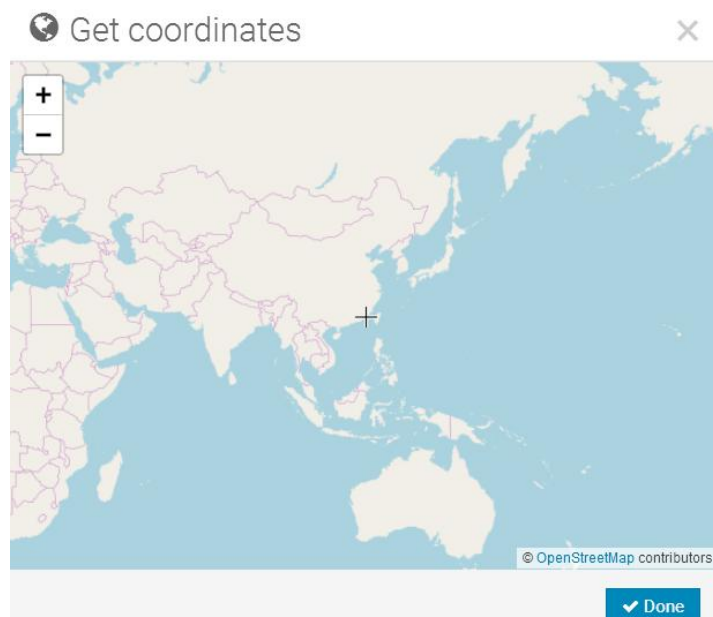 Get coordinates
×
+
−
© OpenStreetMap contributors
✔ Done